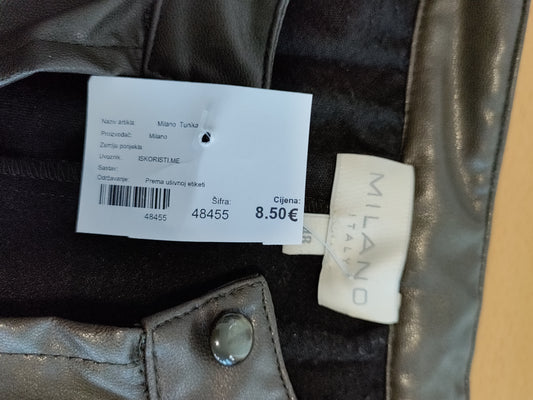 Naziv artikla: Milano Tunika
Proizvođač: Milano
Zemlja porijekla:
Uvoznik: ISKORISTI.ME
Sastav:
Održavanje: Prema ušivnoj etiketi
48455
Šifra:
48455
Cijena:
8.50€
MILANO
ITALY